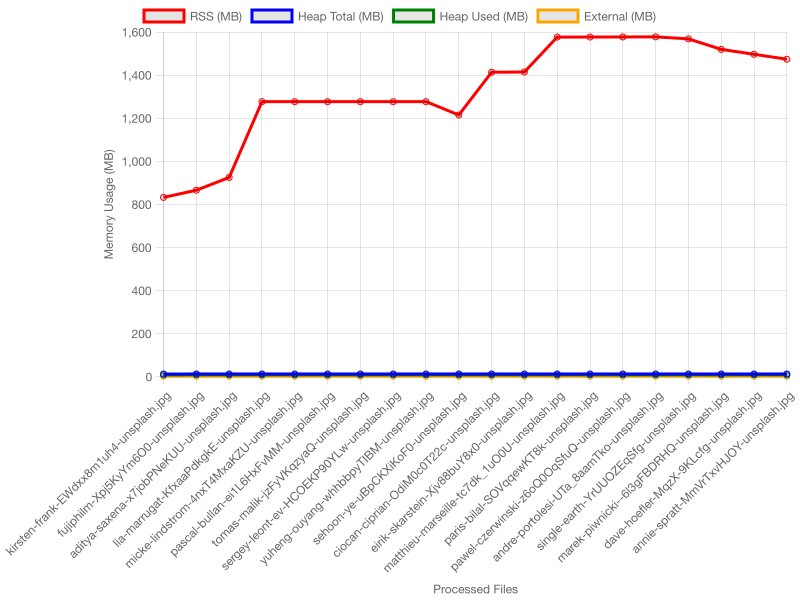 RSS (MB) Heap Total (MB) Heap Used (MB) External (MB)
1,600
1,400
1,200
1,000
800
600
400
200
0
Memory Usage (MB)
kirsten-frank-EWdxx8m1uh4-unsplash.jpg
fujiphilm-Xpi5kyYm6O0-unsplash.jpg
aditya-saxena-x7jobPNeKUU-unsplash.jpg
lia-marrugat-KfxaaPdkgkE-unsplash.jpg
micke-lindstrom-4nxT4MxaKZU-unsplash.jpg
pascal-bullan-ei1L6HxFvMM-unsplash.jpg
tomas-malik-jzFyVKqzyaQ-unsplash.jpg
sergey-leont-ev-HCOEKP90YLw-unsplash.jpg
yuheng-ouyang-whhbbpyTIBM-unsplash.jpg
sehoon-ye-uBpCKXiKoF0-unsplash.jpg
ciocan-ciprian-OdiM0c0T22c-unsplash.jpg
eirik-skarstein-Xjv88buY8x0-unsplash.jpg
matthieu-marseille-tc7dk_1uO0U-unsplash.jpg
paris-bilal-SOVqqewKT8k-unsplash.jpg
pawel-czerwinski-z6oQOOqSfuQ-unsplash.jpg
andre-portolesi-UTa_8aamTko-unsplash.jpg
single-earth-YrUUOZEqSfg-unsplash.jpg
marek-piwnicki-6l3gFBDRHQ-unsplash.jpg
dave-hoefler-MqzX-9KLcfg-unsplash.jpg
annie-spratt-MmVrTxvHJOY-unsplash.jpg
Processed Files